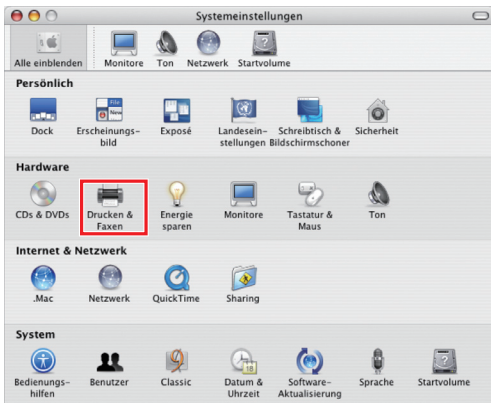 Systemeinstellungen
Alle einblenden Monitore Ton Netzwerk Startvolume
Persönlich
Dock Erscheinungs- Exposé Landesein- Schreibtisch & Sicherheit
bild stellungen Bildschirmschoner
Hardware
CDs & DVDs Drucken & Energie Monitore Tastatur & Ton
Faxen sparen Maus
Internet & Netzwerk
.Mac Netzwerk QuickTime Sharing
System
Bedienungs- Benutzer Classic Datum & Software- Sprache Startvolume
hilfen Uhrzeit Aktualisierung